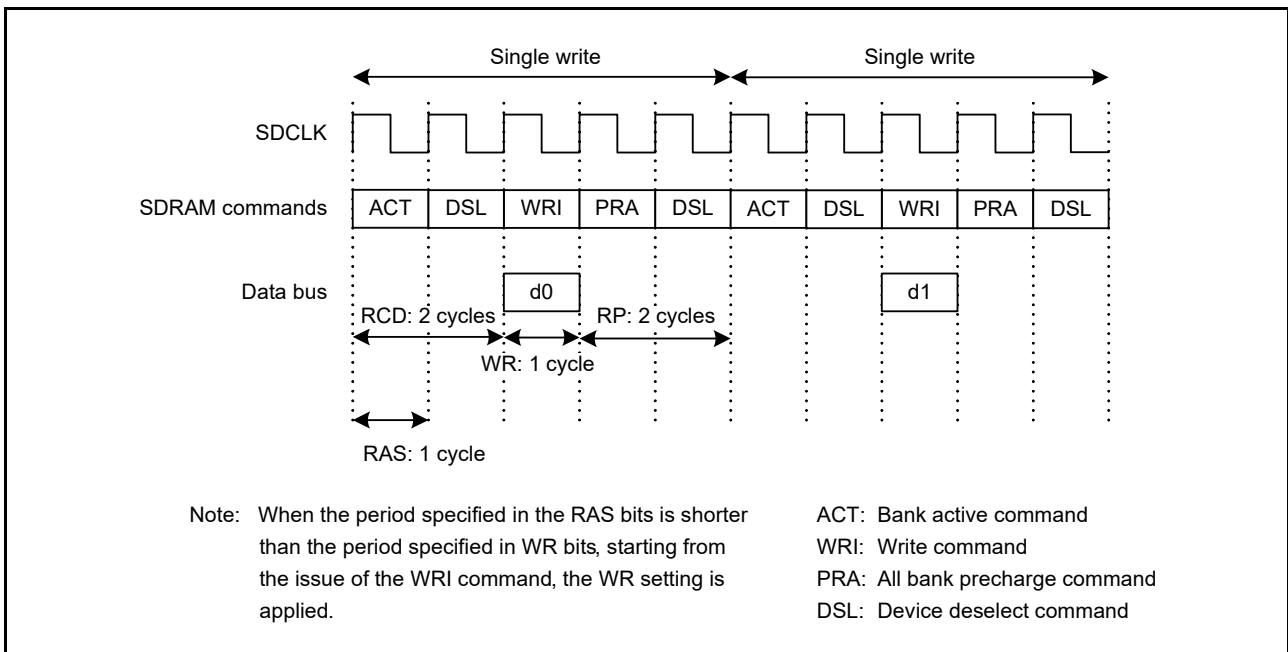 Single write Single write
SDCLK
SDRAM commands ACT DSL WRI PRA DSL ACT DSL WRI PRA DSL
Data bus d0 d1
RCD: 2 cycles RP: 2 cycles
WR: 1 cycle
RAS: 1 cycle
Note: When the period specified in the RAS bits is shorter
than the period specified in WR bits, starting from
the issue of the WRI command, the WR setting is
applied.
ACT: Bank active command
WRI: Write command
PRA: All bank precharge command
DSL: Device deselect command